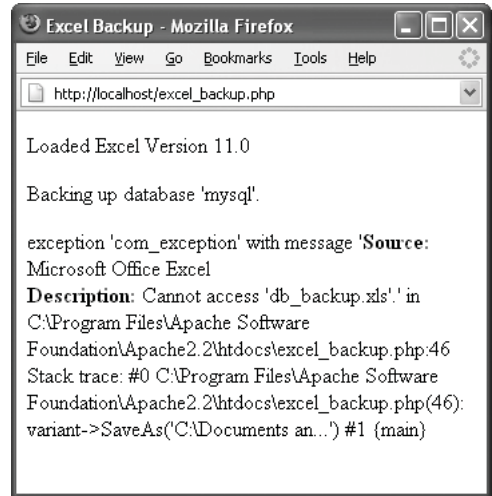 Excel Backup - Mozilla Firefox
File Edit View Go Bookmarks Tools Help
http://localhost/excel_backup.php
Loaded Excel Version 11.0
Backing up database 'mysql'.
exception 'com_exception' with message 'Source:
Microsoft Office Excel
Description: Cannot access 'db_backup.xls'.' in
C:\Program Files\Apache Software
Foundation\Apache2.2\htdocs\excel_backup.php:46
Stack trace: #0 C:\Program Files\Apache Software
Foundation\Apache2.2\htdocs\excel_backup.php(46):
variant->SaveAs('C:\Documents an...') #1 {main}